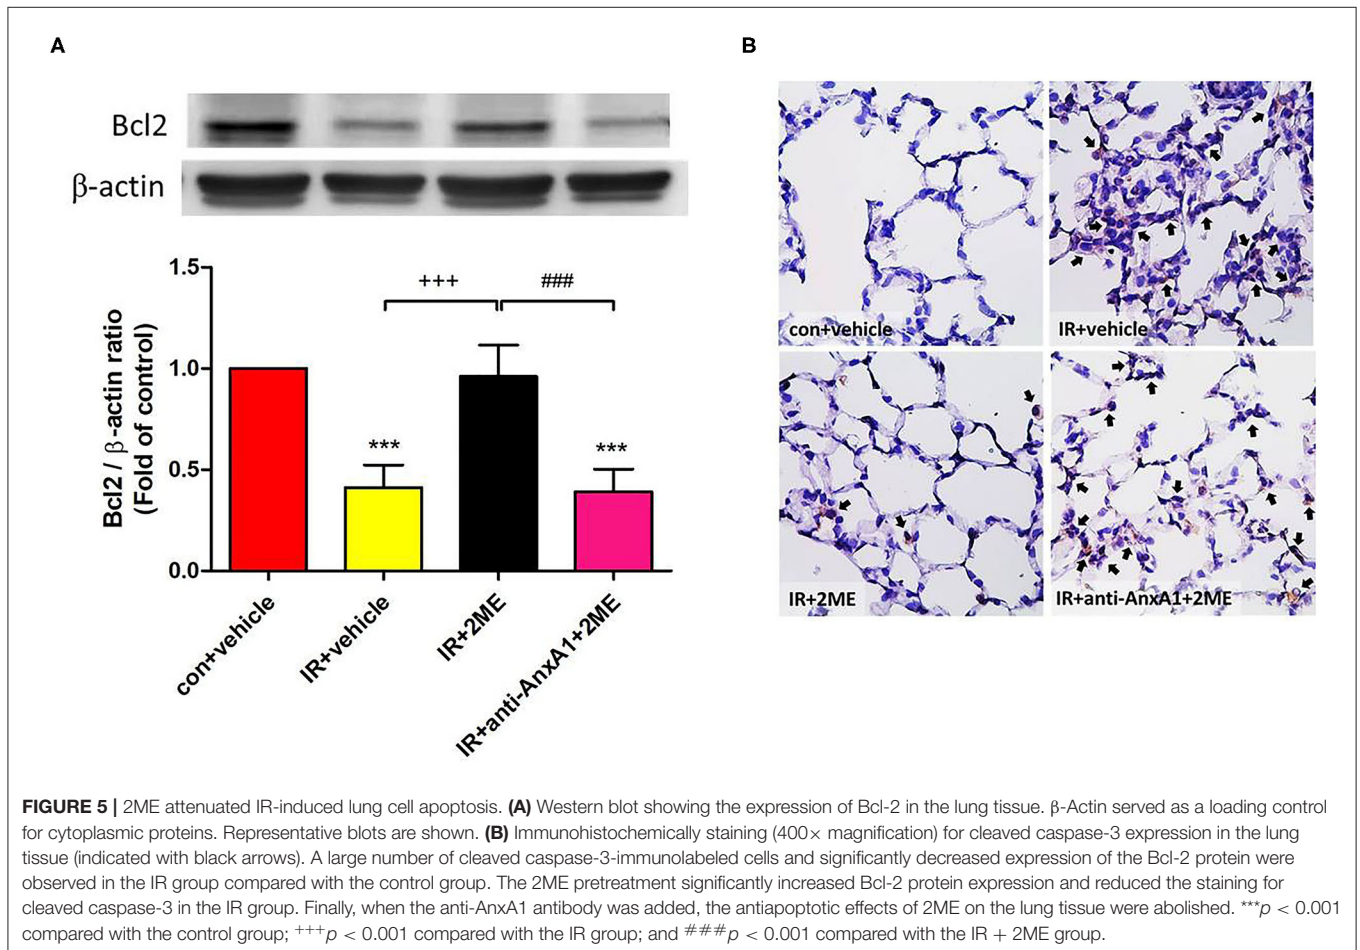 A
B
Bcl2
β-actin
1.5
1.0
0.5
0.0
Bcl2 / β-actin ratio
(Fold of control)
+++
###
***
***
con+vehicle
IR+vehicle
IR+2ME
IR+anti-AnxA1+2ME
con+vehicle
IR+vehicle
IR+2ME
IR+anti-AnxA1+2ME
FIGURE 5 | 2ME attenuated IR-induced lung cell apoptosis. (A) Western blot showing the expression of Bcl-2 in the lung tissue. β-Actin served as a loading control
for cytoplasmic proteins. Representative blots are shown. (B) Immunohistochemically staining (400× magnification) for cleaved caspase-3 expression in the lung
tissue (indicated with black arrows). A large number of cleaved caspase-3-immunolabeled cells and significantly decreased expression of the Bcl-2 protein were
observed in the IR group compared with the control group. The 2ME pretreatment significantly increased Bcl-2 protein expression and reduced the staining for
cleaved caspase-3 in the IR group. Finally, when the anti-AnxA1 antibody was added, the antiapoptotic effects of 2ME on the lung tissue were abolished. ***p < 0.001
compared with the control group; +++p < 0.001 compared with the IR group; and ###p < 0.001 compared with the IR + 2ME group.